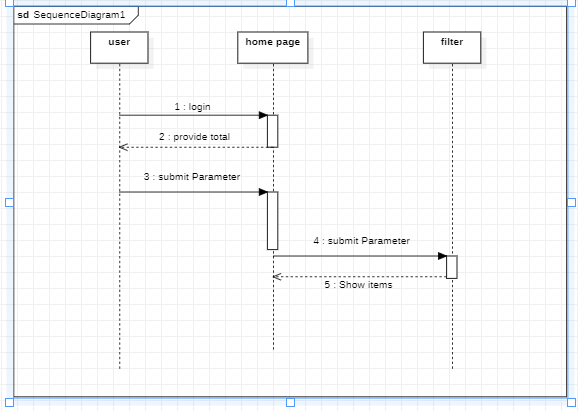 sd SequenceDiagram1
user
home page
filter
1 : login
2 : provide total
3 : submit Parameter
4 : submit Parameter
5 : Show items